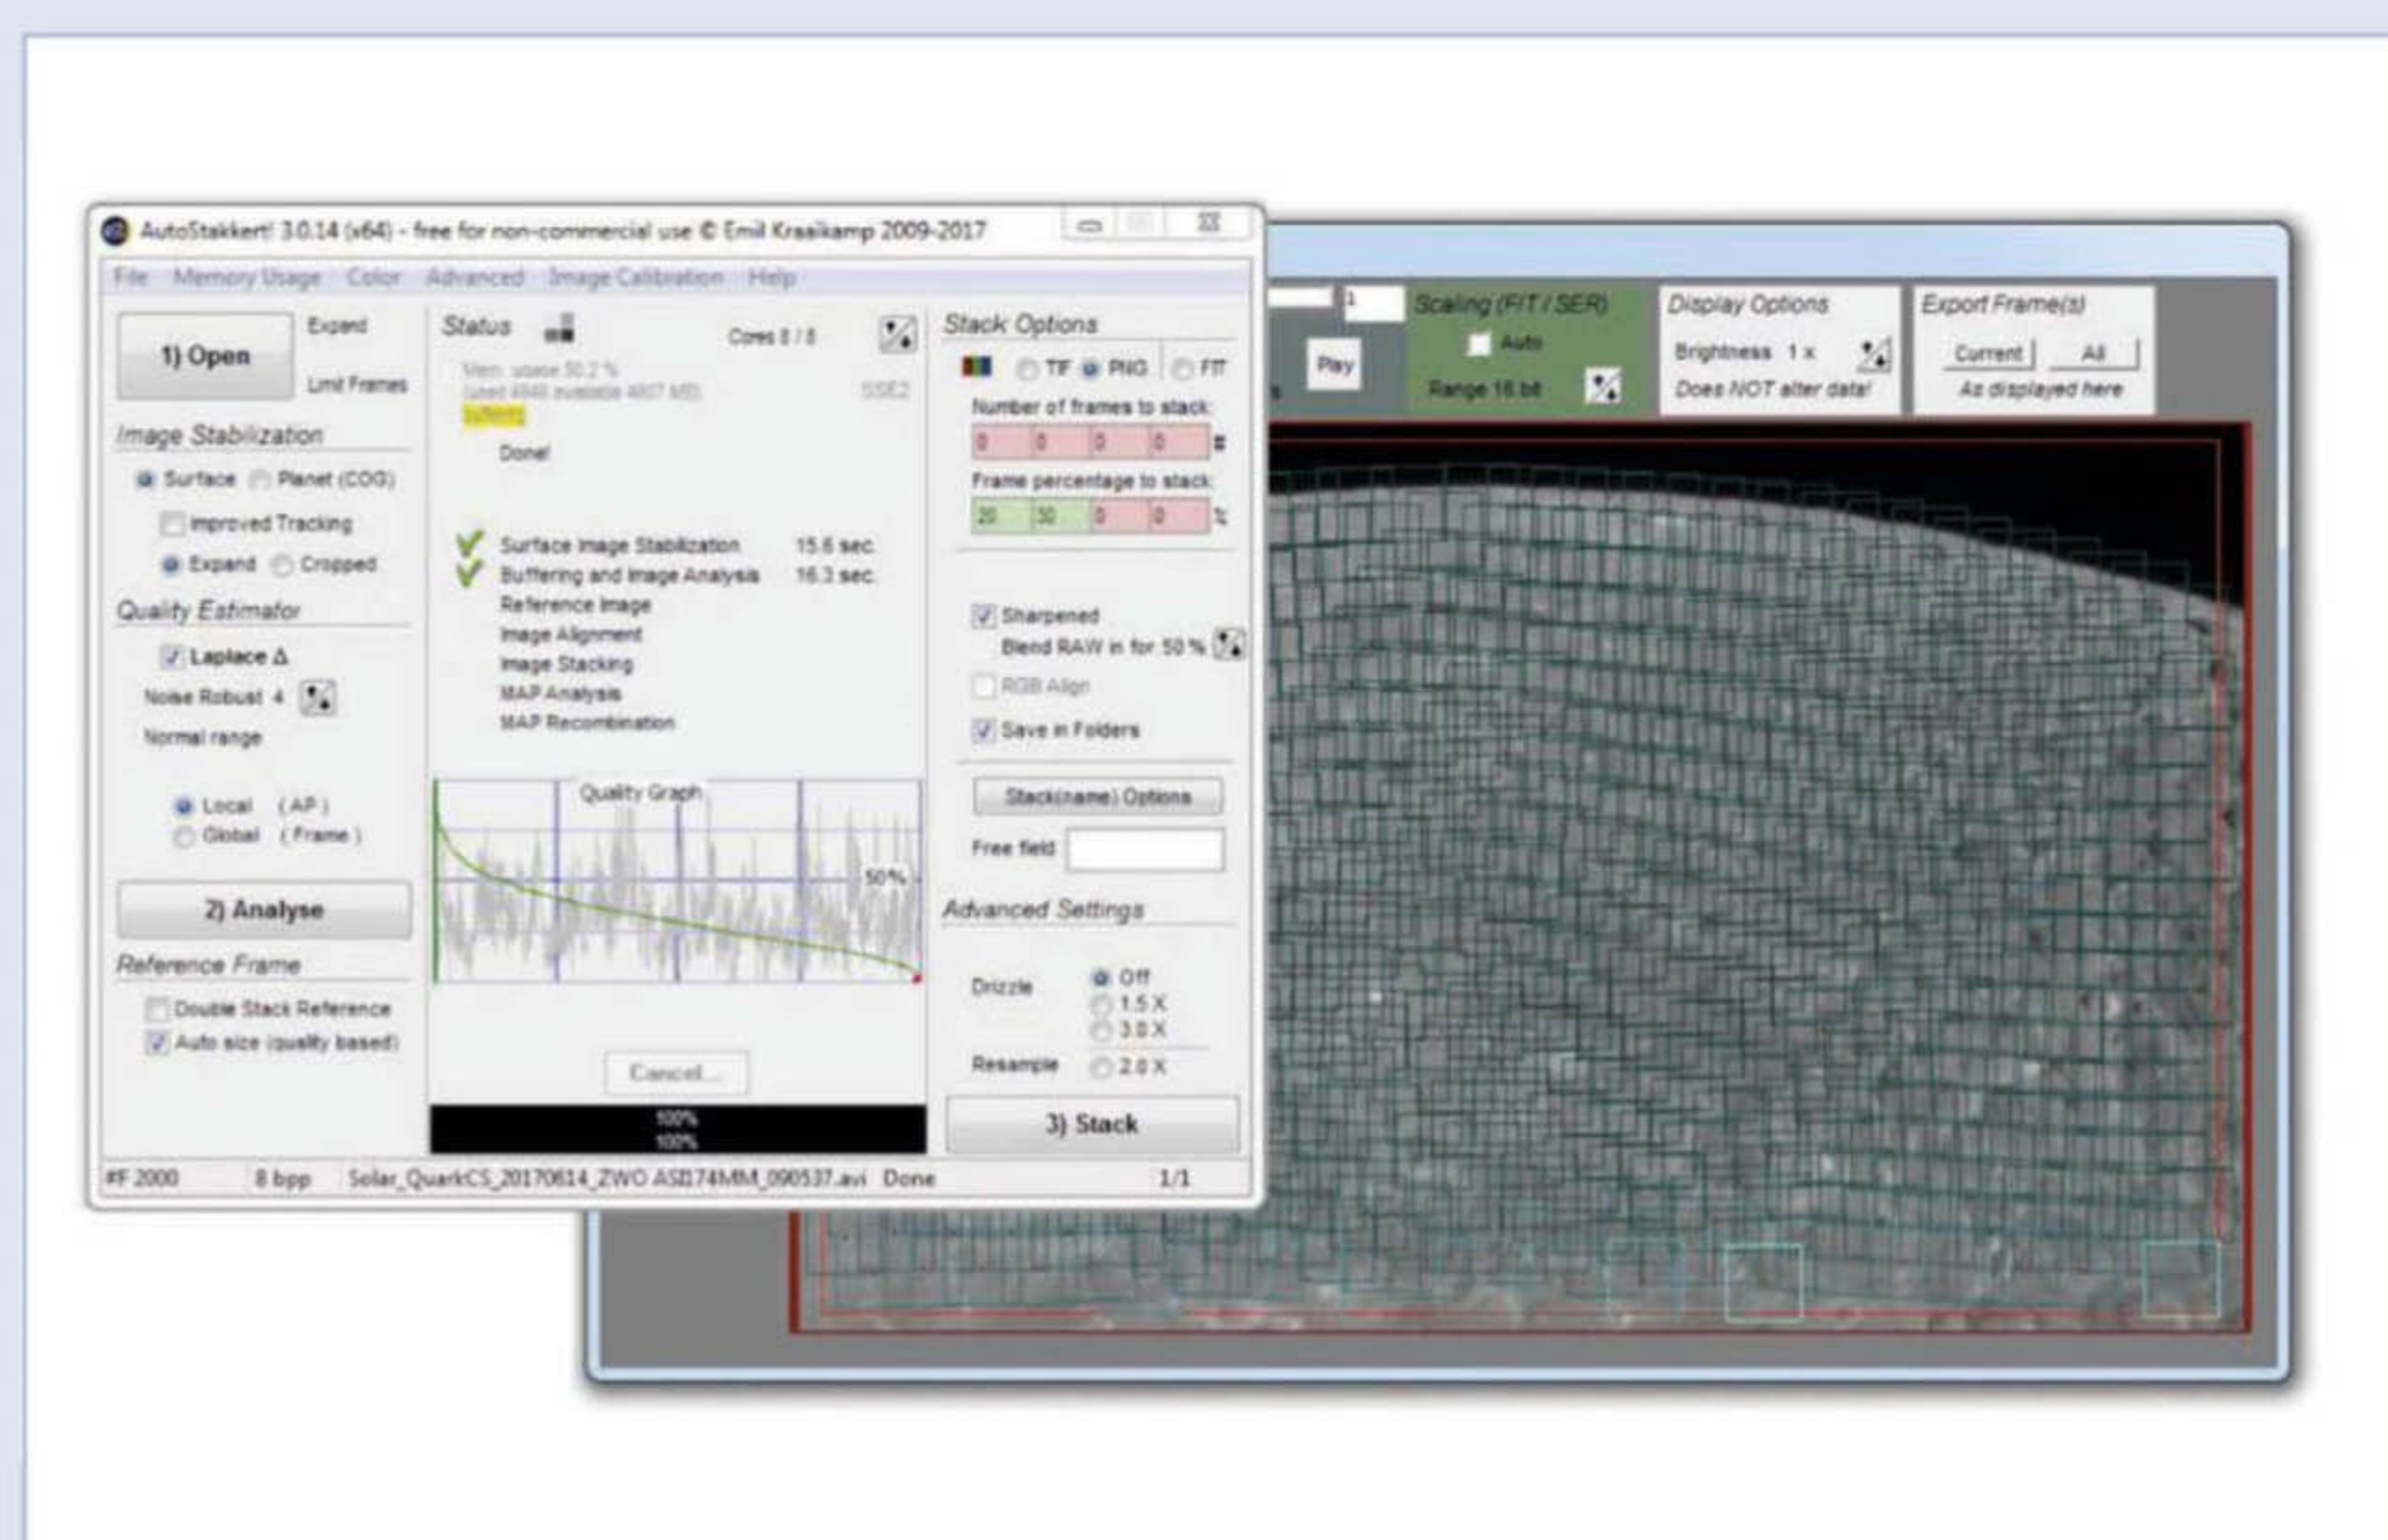 AutoStakkert! 3.0.14 (x64) - free for non-commercial use © Emil Kraaikamp 2009-2017
File Memory Usage Color Advanced Image Calibration Help
1) Open
Expand
Limit Frames
Image Stabilization
Surface Planet (COG)
Improved Tracking
Expand Cropped
Quality Estimator
Laplace Δ
Noise Robust 4
Normal range
Local (AP)
Global (Frame)
2) Analyse
Reference Frame
Double Stack Reference
Auto size (quality based)
Status
Cores 8 / 8
Mem. usage 50.2 %
SSE2
Done!
Surface Image Stabilization 15.6 sec.
Buffering and Image Analysis 16.3 sec.
Reference Image
Image Alignment
Image Stacking
MAP Analysis
MAP Recombination
Quality Graph
50%
Cancel...
100%
100%
Stack Options
TIF PNG FIT
Number of frames to stack:
0 0 0 0 #
Frame percentage to stack:
20 30 0 0 %
Sharpened
Blend RAW in for 50 %
RGB Align
Save in Folders
Stack(name) Options
Free field
Advanced Settings
Drizzle Off
1.5 X
3.0 X
Resample 2.0 X
3) Stack
#F 2000 8 bpp Solar_QuarkCS_20170614_ZWO ASI174MM_090537.avi Done 1/1
1
Play
Scaling (FIT / SER)
Auto
Range 16 bit
Display Options
Brightness 1 x
Does NOT alter data!
Export Frame(s)
Current All
As displayed here